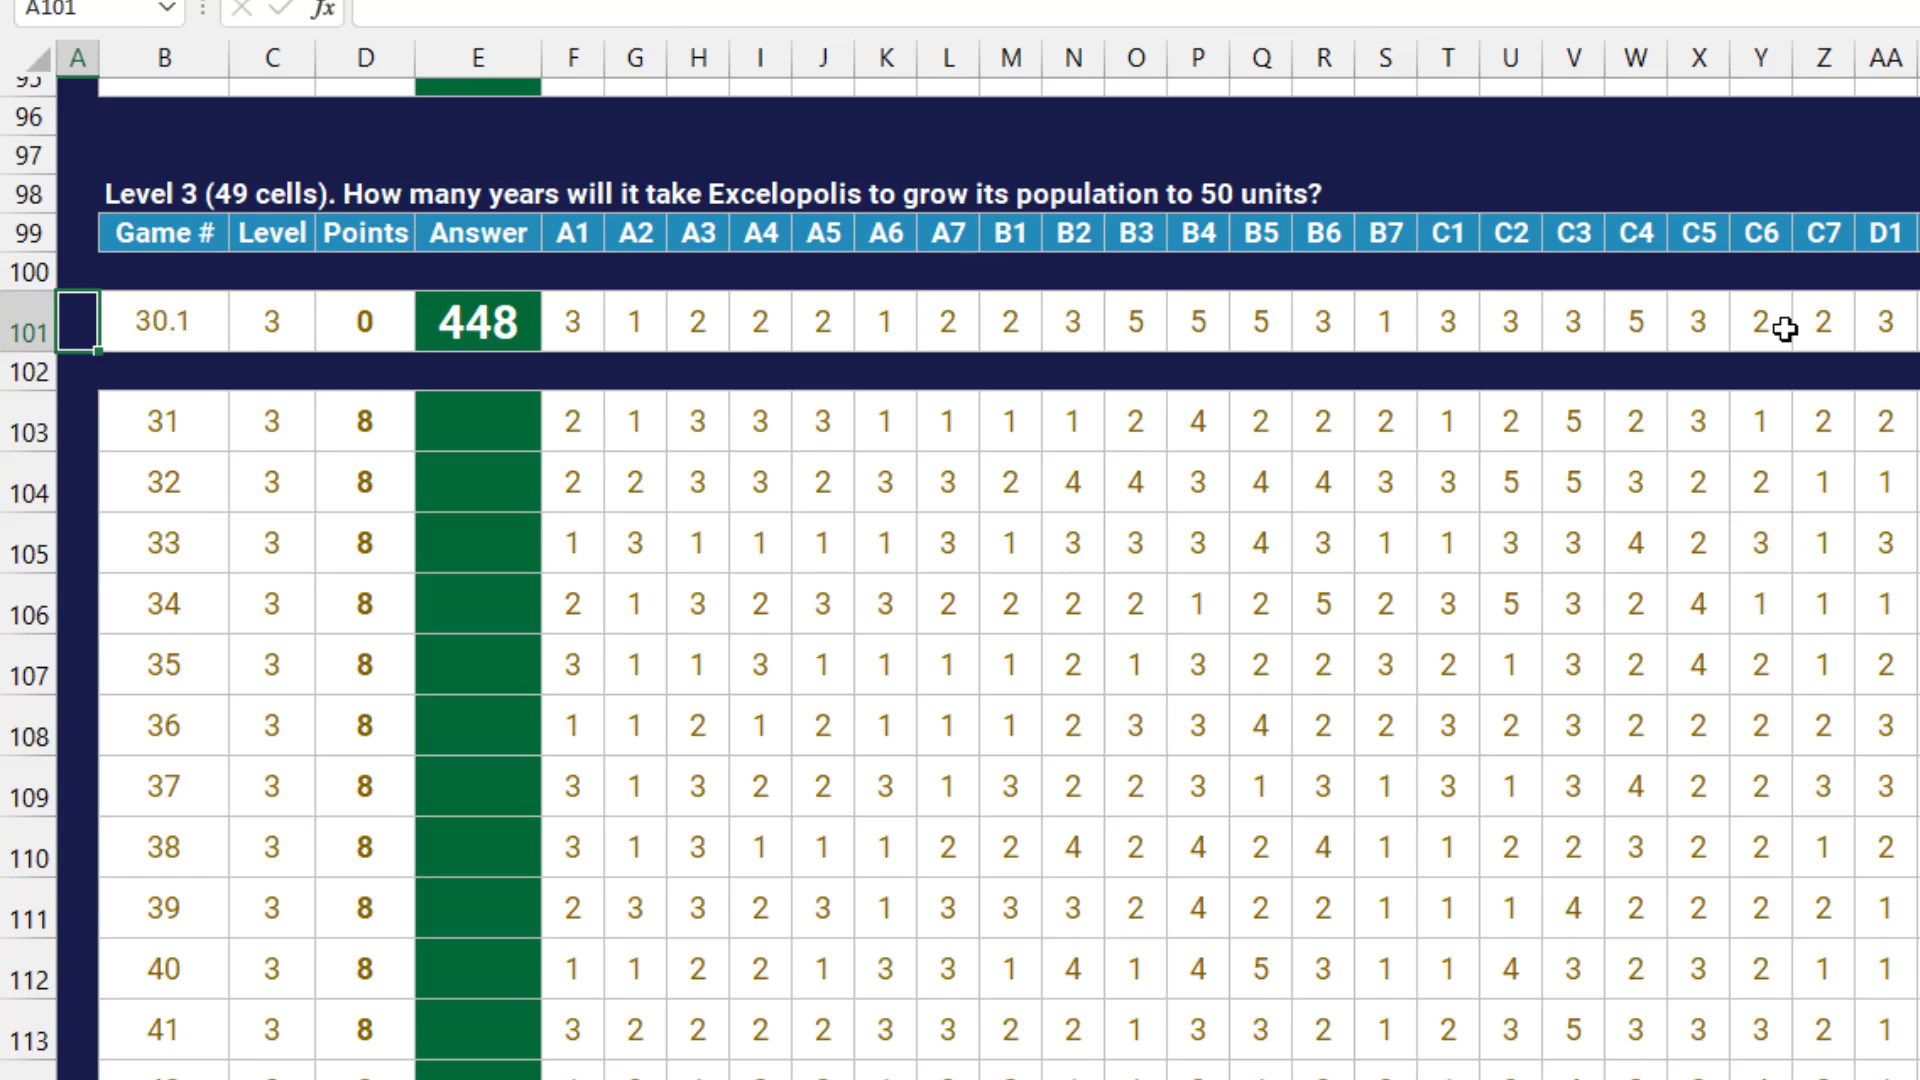 A101 fx
A B C D E F G H I J K L M N O P Q R S T U V W X Y Z AA
95
96
97
98 Level 3 (49 cells). How many years will it take Excelopolis to grow its population to 50 units?
99 Game # Level Points Answer A1 A2 A3 A4 A5 A6 A7 B1 B2 B3 B4 B5 B6 B7 C1 C2 C3 C4 C5 C6 C7 D1
100
101 30.1 3 0 448 3 1 2 2 2 1 2 2 3 5 5 5 3 1 3 3 3 5 3 2 2 3
102
103 31 3 8 2 1 3 3 3 1 1 1 1 2 4 2 2 2 1 2 5 2 3 1 2 2
104 32 3 8 2 2 3 3 2 3 3 2 4 4 3 4 4 3 3 5 5 3 2 2 1 1
105 33 3 8 1 3 1 1 1 1 3 1 3 3 3 4 3 1 1 3 3 4 2 3 1 3
106 34 3 8 2 1 3 2 3 3 2 2 2 2 1 2 5 2 3 5 3 2 4 1 1 1
107 35 3 8 3 1 1 3 1 1 1 1 2 1 3 2 2 3 2 1 3 2 4 2 1 2
108 36 3 8 1 1 2 1 2 1 1 1 2 3 3 4 2 2 3 2 3 2 2 2 2 3
109 37 3 8 3 1 3 2 2 3 1 3 2 2 3 1 3 1 3 1 3 4 2 2 3 3
110 38 3 8 3 1 3 1 1 1 2 2 4 2 4 2 4 1 1 2 2 3 2 2 1 2
111 39 3 8 2 3 3 2 3 1 3 3 3 2 4 2 2 1 1 1 4 2 2 2 2 1
112 40 3 8 1 1 2 2 1 3 3 1 4 1 4 5 3 1 1 4 3 2 3 2 1 1
113 41 3 8 3 2 2 2 2 3 3 2 2 1 3 3 2 1 2 3 5 3 3 3 2 1